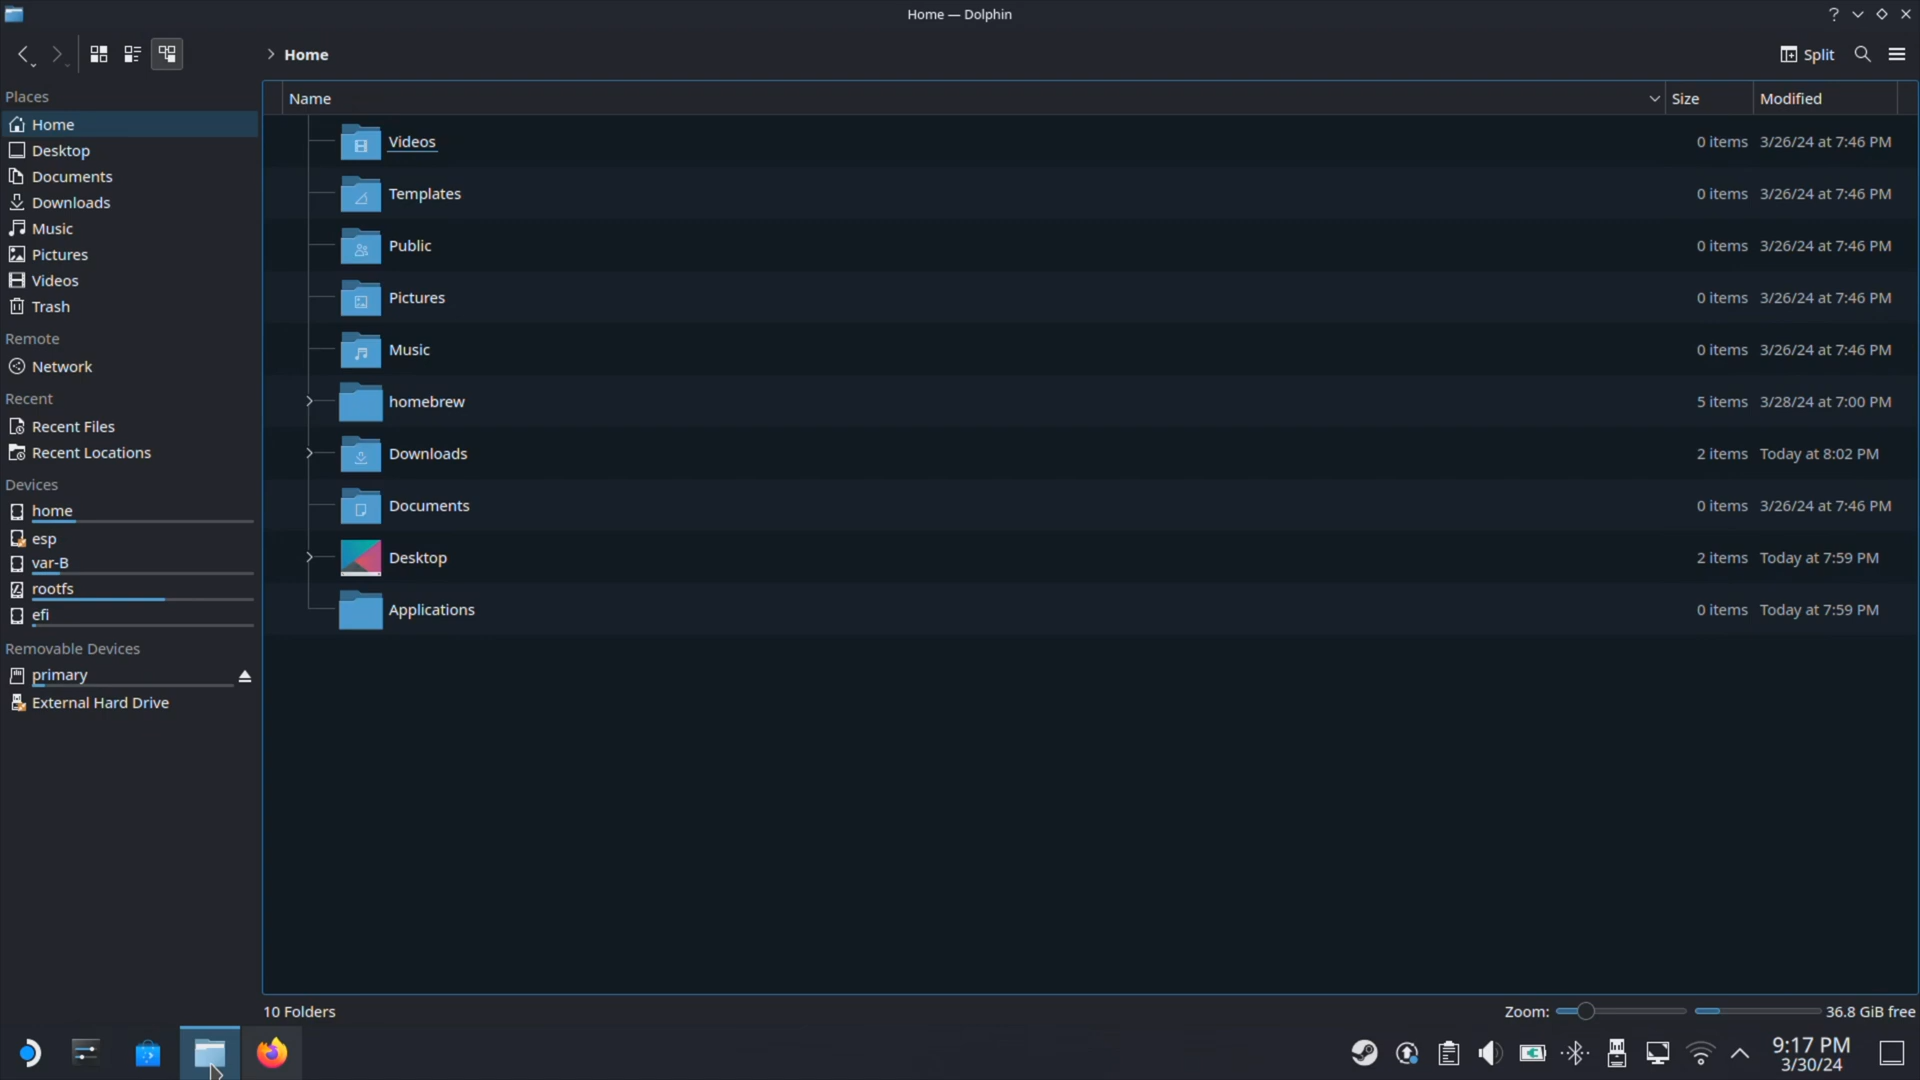 Home — Dolphin
Home
Split
Places
Home
Desktop
Documents
Downloads
Music
Pictures
Videos
Trash
Remote
Network
Recent
Recent Files
Recent Locations
Devices
home
esp
var-B
rootfs
efi
Removable Devices
primary
External Hard Drive
Name Size Modified
Videos 0 items 3/26/24 at 7:46 PM
Templates 0 items 3/26/24 at 7:46 PM
Public 0 items 3/26/24 at 7:46 PM
Pictures 0 items 3/26/24 at 7:46 PM
Music 0 items 3/26/24 at 7:46 PM
homebrew 5 items 3/28/24 at 7:00 PM
Downloads 2 items Today at 8:02 PM
Documents 0 items 3/26/24 at 7:46 PM
Desktop 2 items Today at 7:59 PM
Applications 0 items Today at 7:59 PM
10 Folders Zoom: 36.8 GiB free
9:17 PM
3/30/24